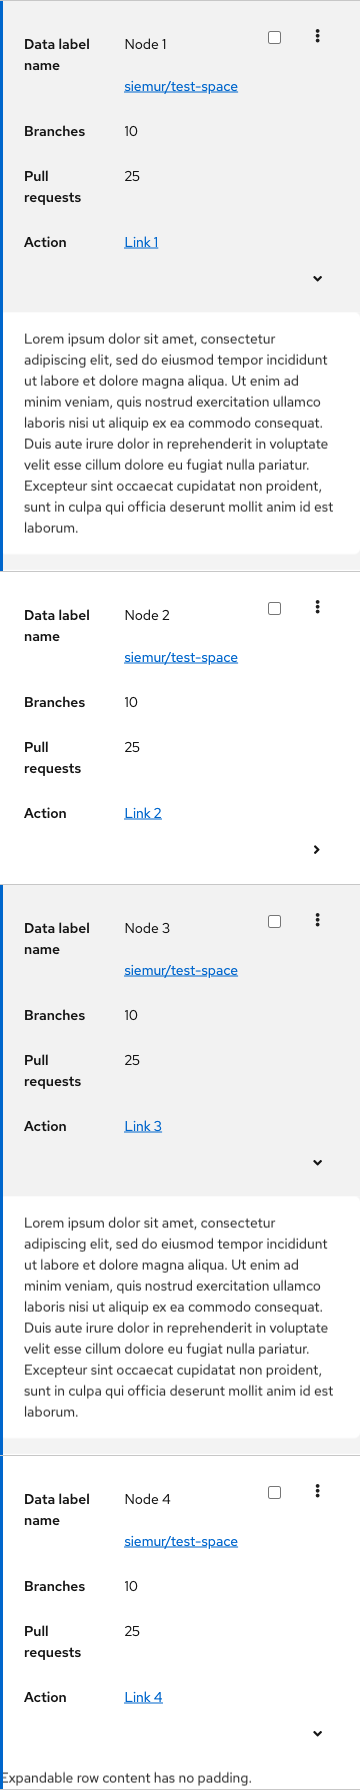 Data label name Node 1
siemur/test-space
Branches 10
Pull requests 25
Action Link 1
Lorem ipsum dolor sit amet, consectetur
adipiscing elit, sed do eiusmod tempor incididunt
ut labore et dolore magna aliqua. Ut enim ad
minim veniam, quis nostrud exercitation ullamco
laboris nisi ut aliquip ex ea commodo consequat.
Duis aute irure dolor in reprehenderit in voluptate
velit esse cillum dolore eu fugiat nulla pariatur.
Excepteur sint occaecat cupidatat non proident,
sunt in culpa qui officia deserunt mollit anim id est
laborum.
Data label name Node 2
siemur/test-space
Branches 10
Pull requests 25
Action Link 2
Data label name Node 3
siemur/test-space
Branches 10
Pull requests 25
Action Link 3
Lorem ipsum dolor sit amet, consectetur
adipiscing elit, sed do eiusmod tempor incididunt
ut labore et dolore magna aliqua. Ut enim ad
minim veniam, quis nostrud exercitation ullamco
laboris nisi ut aliquip ex ea commodo consequat.
Duis aute irure dolor in reprehenderit in voluptate
velit esse cillum dolore eu fugiat nulla pariatur.
Excepteur sint occaecat cupidatat non proident,
sunt in culpa qui officia deserunt mollit anim id est
laborum.
Data label name Node 4
siemur/test-space
Branches 10
Pull requests 25
Action Link 4
Expandable row content has no padding.